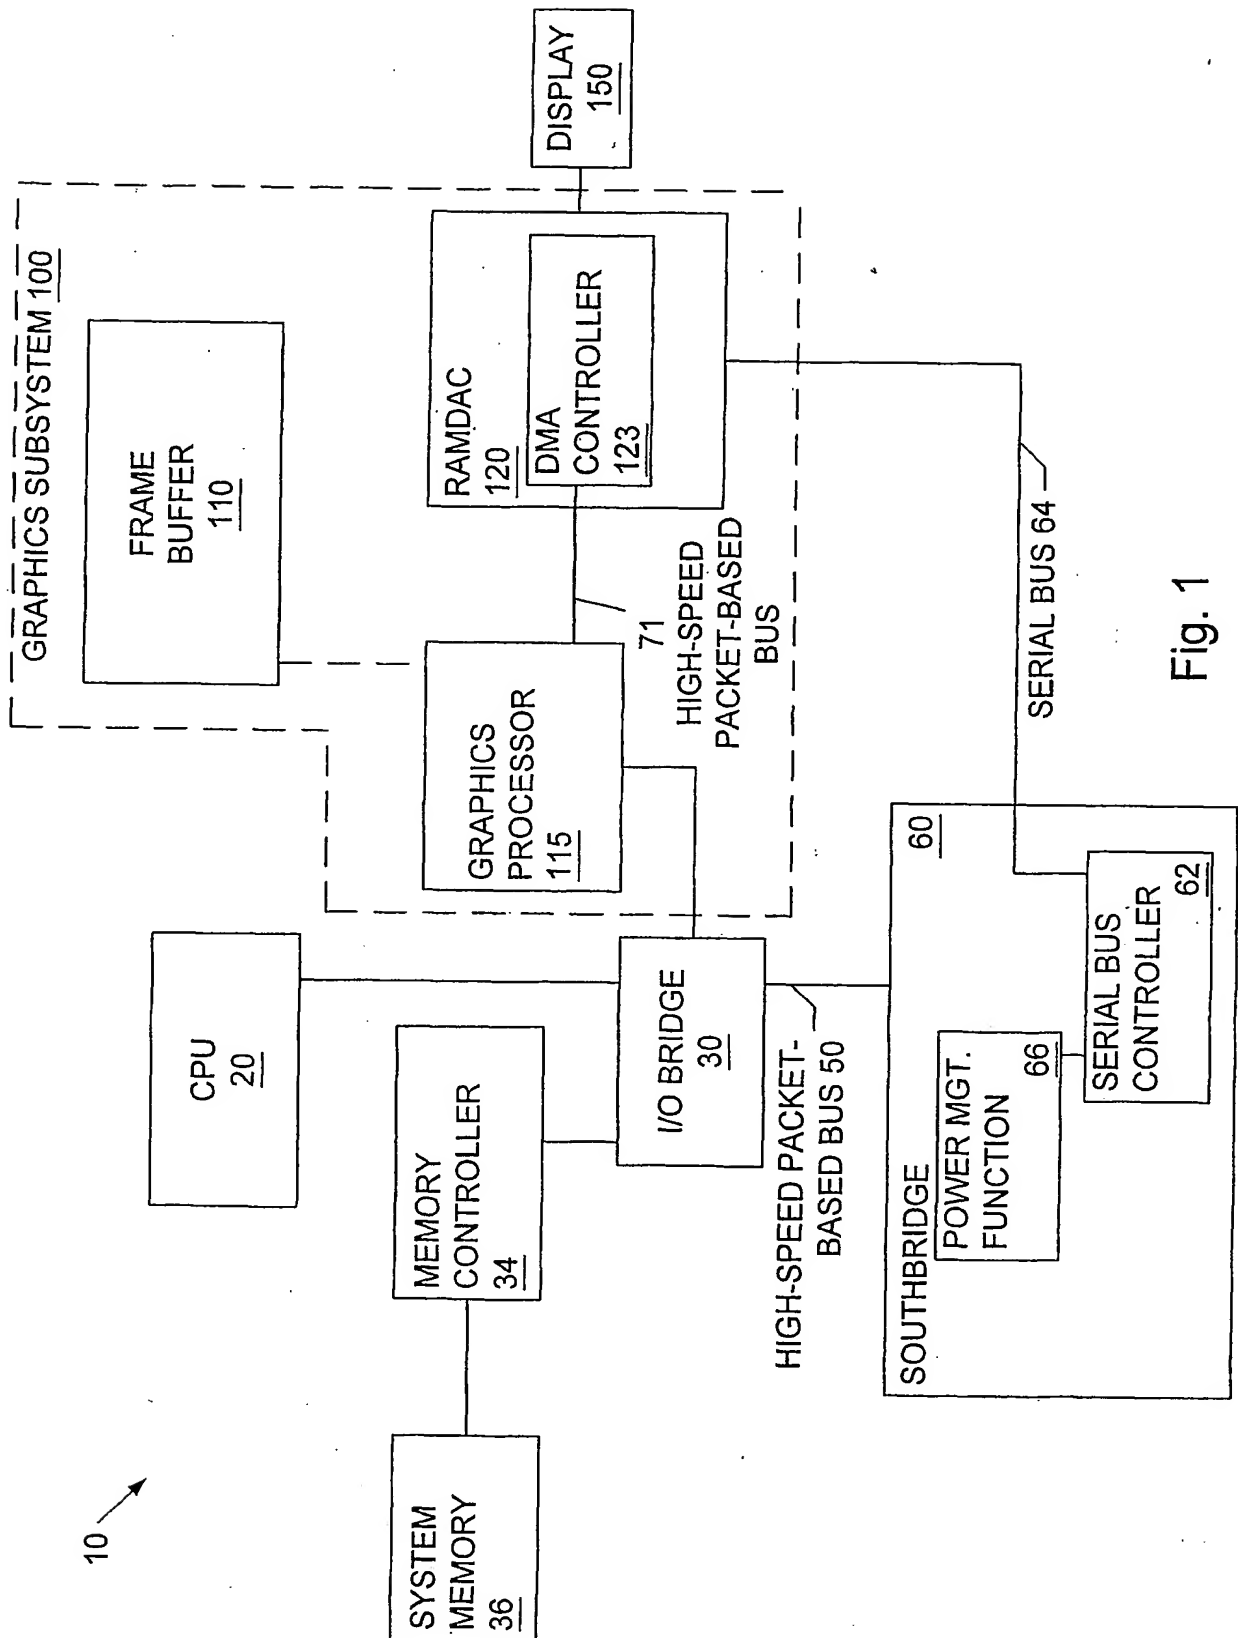 10
SYSTEM
MEMORY
36
MEMORY
CONTROLLER
34
CPU
20
I/O BRIDGE
30
HIGH-SPEED PACKET-
BASED BUS 50
GRAPHICS SUBSYSTEM 100
FRAME
BUFFER
110
GRAPHICS
PROCESSOR
115
71
HIGH-SPEED
PACKET-BASED
BUS
RAMDAC
120
DMA
CONTROLLER
123
DISPLAY
150
SOUTHBRIDGE
60
POWER MGT.
FUNCTION
66
SERIAL BUS
CONTROLLER
62
SERIAL BUS 64
Fig. 1